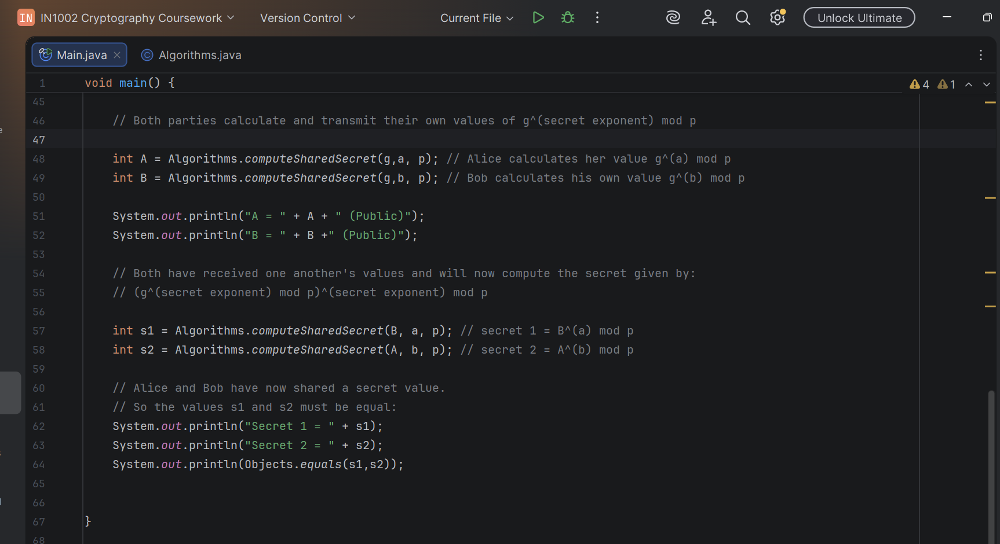 IN IN1002 Cryptography Coursework Version Control Current File Unlock Ultimate
Main.java Algorithms.java
1 void main() { 4 1
45
46 // Both parties calculate and transmit their own values of g^(secret exponent) mod p
47
48 int A = Algorithms.computeSharedSecret(g,a, p); // Alice calculates her value g^(a) mod p
49 int B = Algorithms.computeSharedSecret(g,b, p); // Bob calculates his own value g^(b) mod p
50
51 System.out.println("A = " + A + " (Public)");
52 System.out.println("B = " + B +" (Public)");
53
54 // Both have received one another's values and will now compute the secret given by:
55 // (g^(secret exponent) mod p)^(secret exponent) mod p
56
57 int s1 = Algorithms.computeSharedSecret(B, a, p); // secret 1 = B^(a) mod p
58 int s2 = Algorithms.computeSharedSecret(A, b, p); // secret 2 = A^(b) mod p
59
60 // Alice and Bob have now shared a secret value.
61 // So the values s1 and s2 must be equal:
62 System.out.println("Secret 1 = " + s1);
63 System.out.println("Secret 2 = " + s2);
64 System.out.println(Objects.equals(s1,s2));
65
66
67 }
68